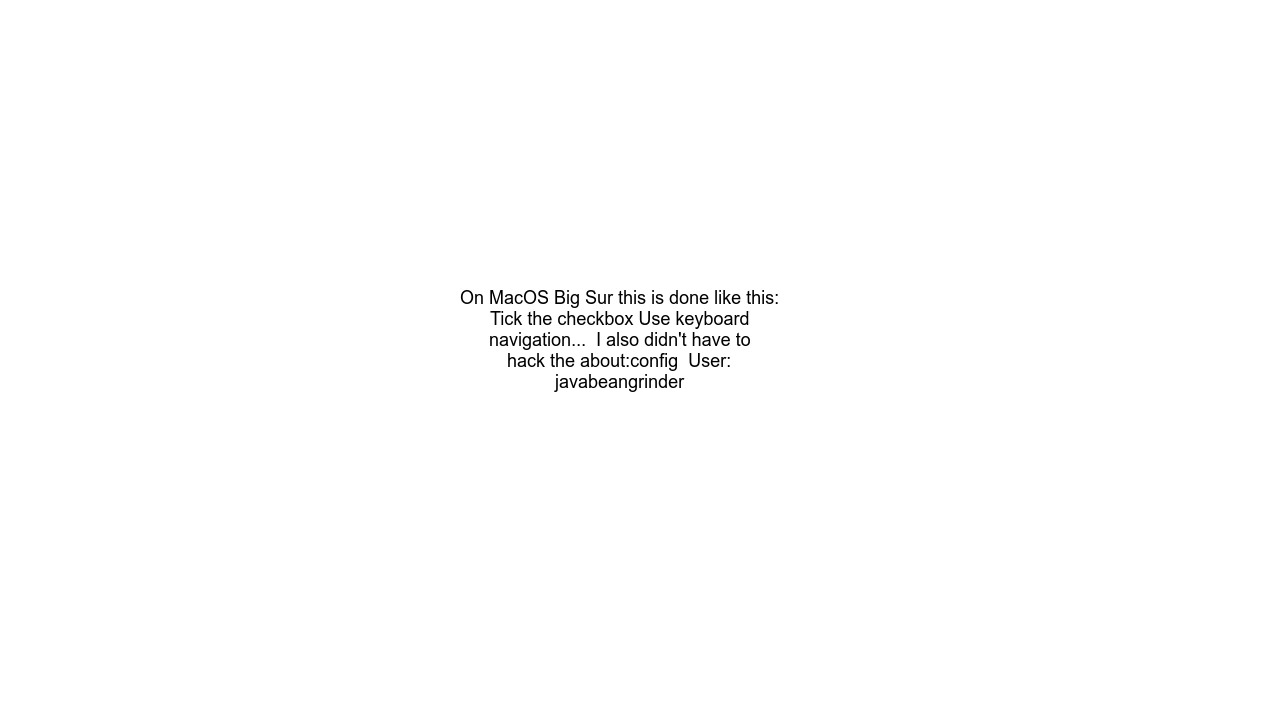 On MacOS Big Sur this is done like this:
Tick the checkbox Use keyboard
navigation...  I also didn't have to
hack the about:config  User:
javabeangrinder